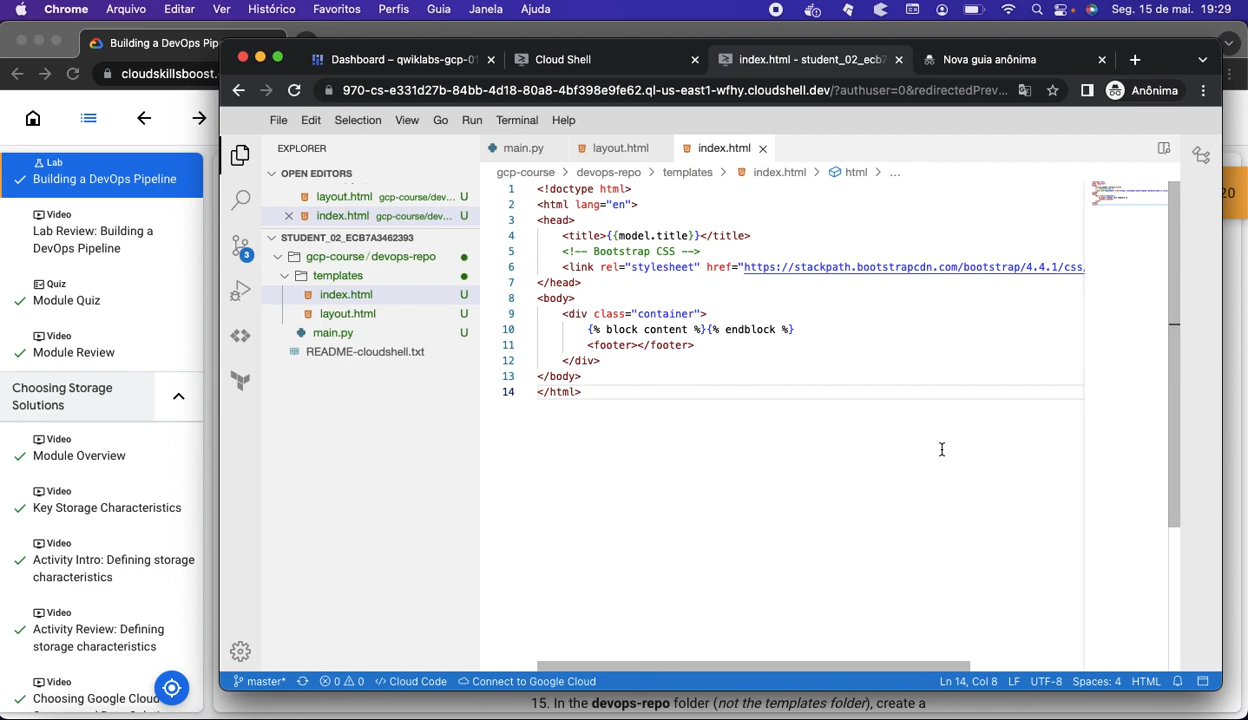 Chrome Arquivo Editar Ver Histórico Favoritos Perfis Guia Janela Ajuda Seg. 15 de mai. 19:29
Building a DevOps Pip
cloudskillsboost.
Dashboard – qwiklabs-gcp-01
Cloud Shell
index.html - student_02_ecb7
Nova guia anônima
970-cs-e331d27b-84bb-4d18-80a8-4bf398e9fe62.ql-us-east1-wfhy.cloudshell.dev/?authuser=0&redirectedPrev...
Anônima
File Edit Selection View Go Run Terminal Help
Lab
Building a DevOps Pipeline
Video
Lab Review: Building a
DevOps Pipeline
Quiz
Module Quiz
Video
Module Review
Choosing Storage
Solutions
Video
Module Overview
Video
Key Storage Characteristics
Video
Activity Intro: Defining storage
characteristics
Video
Activity Review: Defining
storage characteristics
Video
Choosing Google Cloud
EXPLORER
OPEN EDITORS
layout.html gcp-course/dev... U
index.html gcp-course/dev... U
STUDENT_02_ECB7A3462393
gcp-course / devops-repo
templates
index.html U
layout.html U
main.py U
README-cloudshell.txt
3
main.py
layout.html
index.html
gcp-course > devops-repo > templates > index.html > html > ...
1 <!doctype html>
2 <html lang="en">
3 <head>
4 <title>{{model.title}}</title>
5 <!-- Bootstrap CSS -->
6 <link rel="stylesheet" href="https://stackpath.bootstrapcdn.com/bootstrap/4.4.1/css/
7 </head>
8 <body>
9 <div class="container">
10 {% block content %}{% endblock %}
11 <footer></footer>
12 </div>
13 </body>
14 </html>
20
master* 0 0 Cloud Code Connect to Google Cloud Ln 14, Col 8 LF UTF-8 Spaces: 4 HTML
15. In the devops-repo folder (not the templates folder), create a